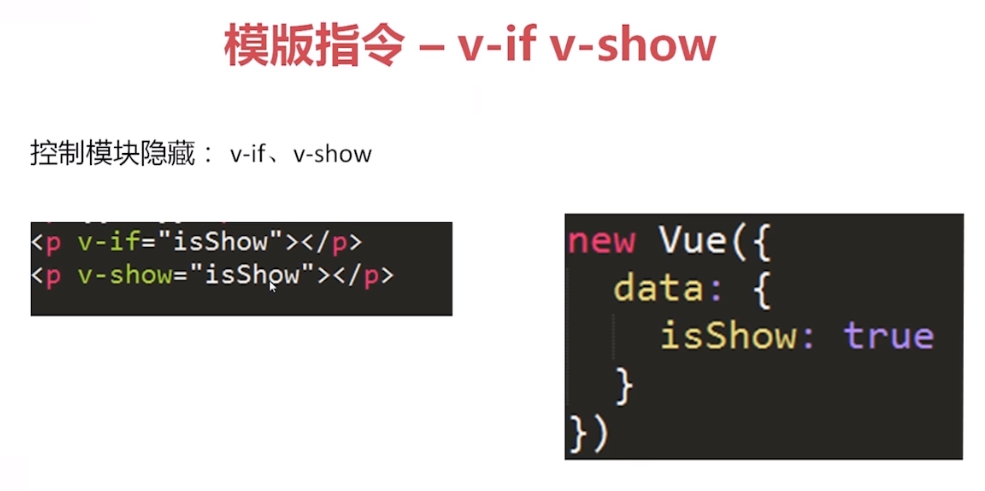 模版指令 – v-if v-show
控制模块隐藏： v-if、v-show
<p v-if="isShow"></p>
<p v-show="isShow"></p>
new Vue({
  data: {
    isShow: true
  }
})